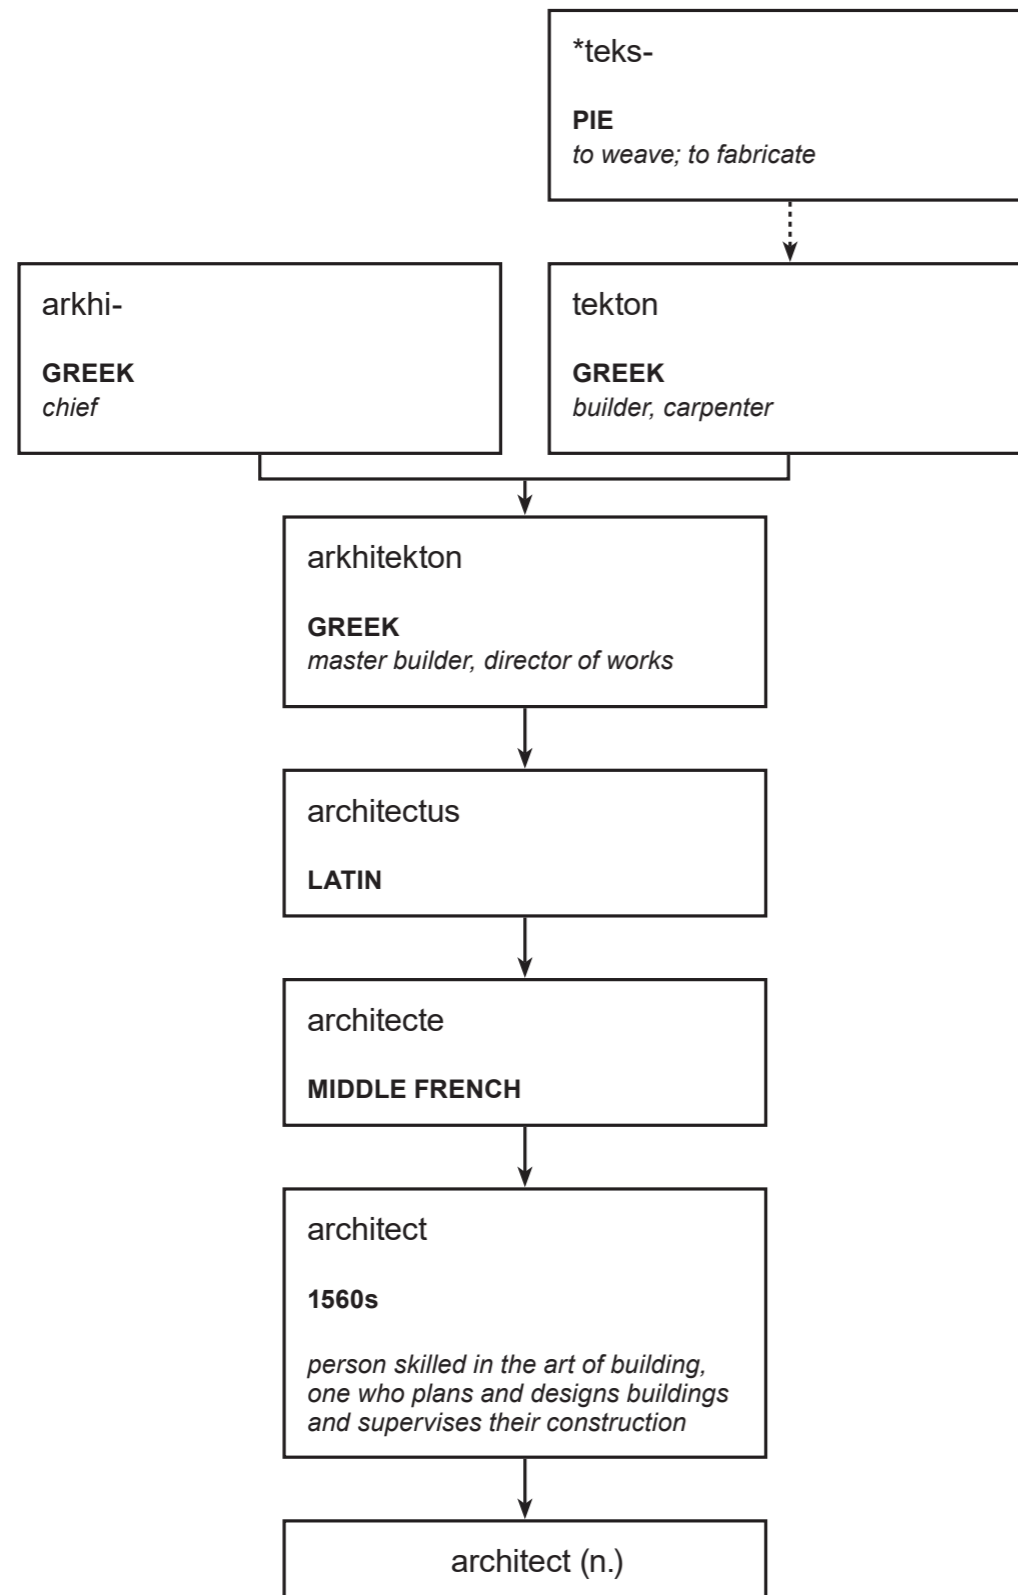 *teks-
PIE
to weave; to fabricate
arkhi-
GREEK
chief
tekton
GREEK
builder, carpenter
arkhitekton
GREEK
master builder, director of works
architectus
LATIN
architecte
MIDDLE FRENCH
architect
1560s
person skilled in the art of building,
one who plans and designs buildings
and supervises their construction
architect (n.)